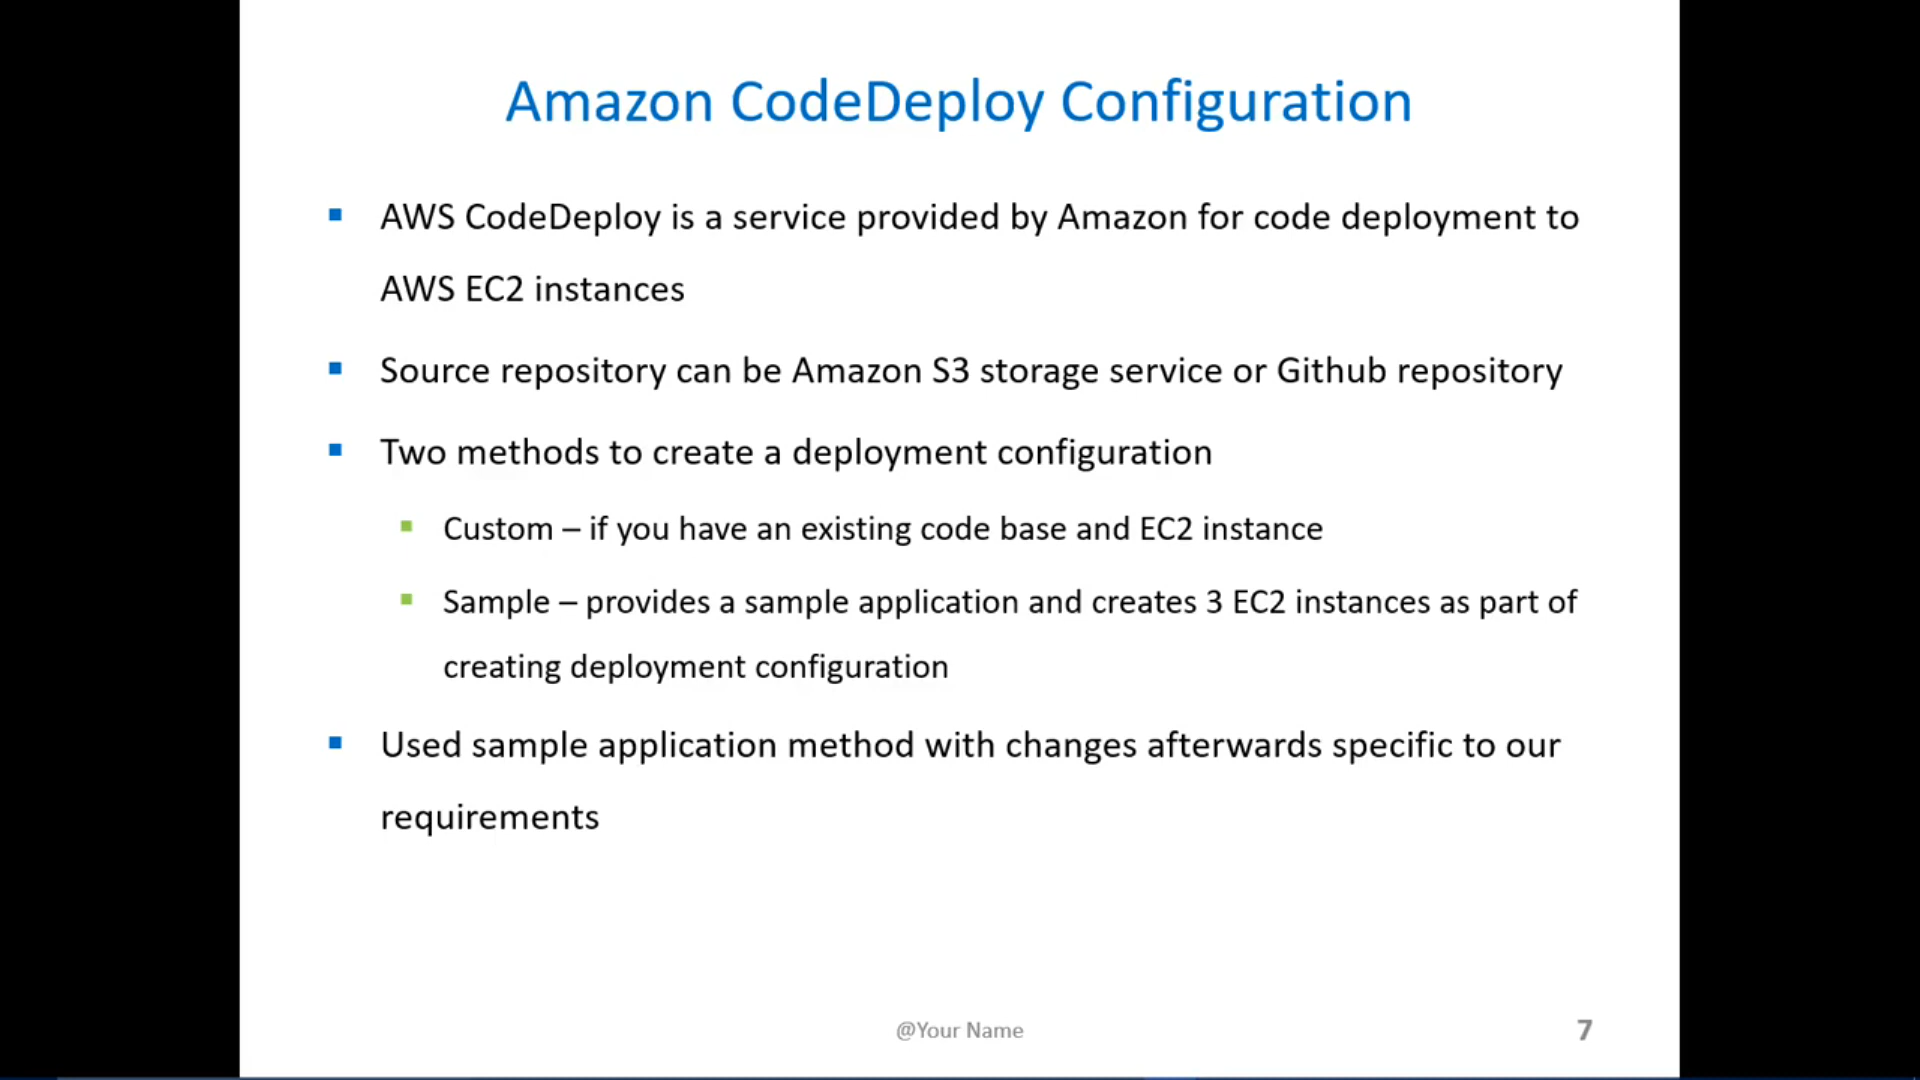 Amazon CodeDeploy Configuration
AWS CodeDeploy is a service provided by Amazon for code deployment to
AWS EC2 instances
Source repository can be Amazon S3 storage service or Github repository
Two methods to create a deployment configuration
Custom – if you have an existing code base and EC2 instance
Sample – provides a sample application and creates 3 EC2 instances as part of
creating deployment configuration
Used sample application method with changes afterwards specific to our
requirements
@Your Name
7